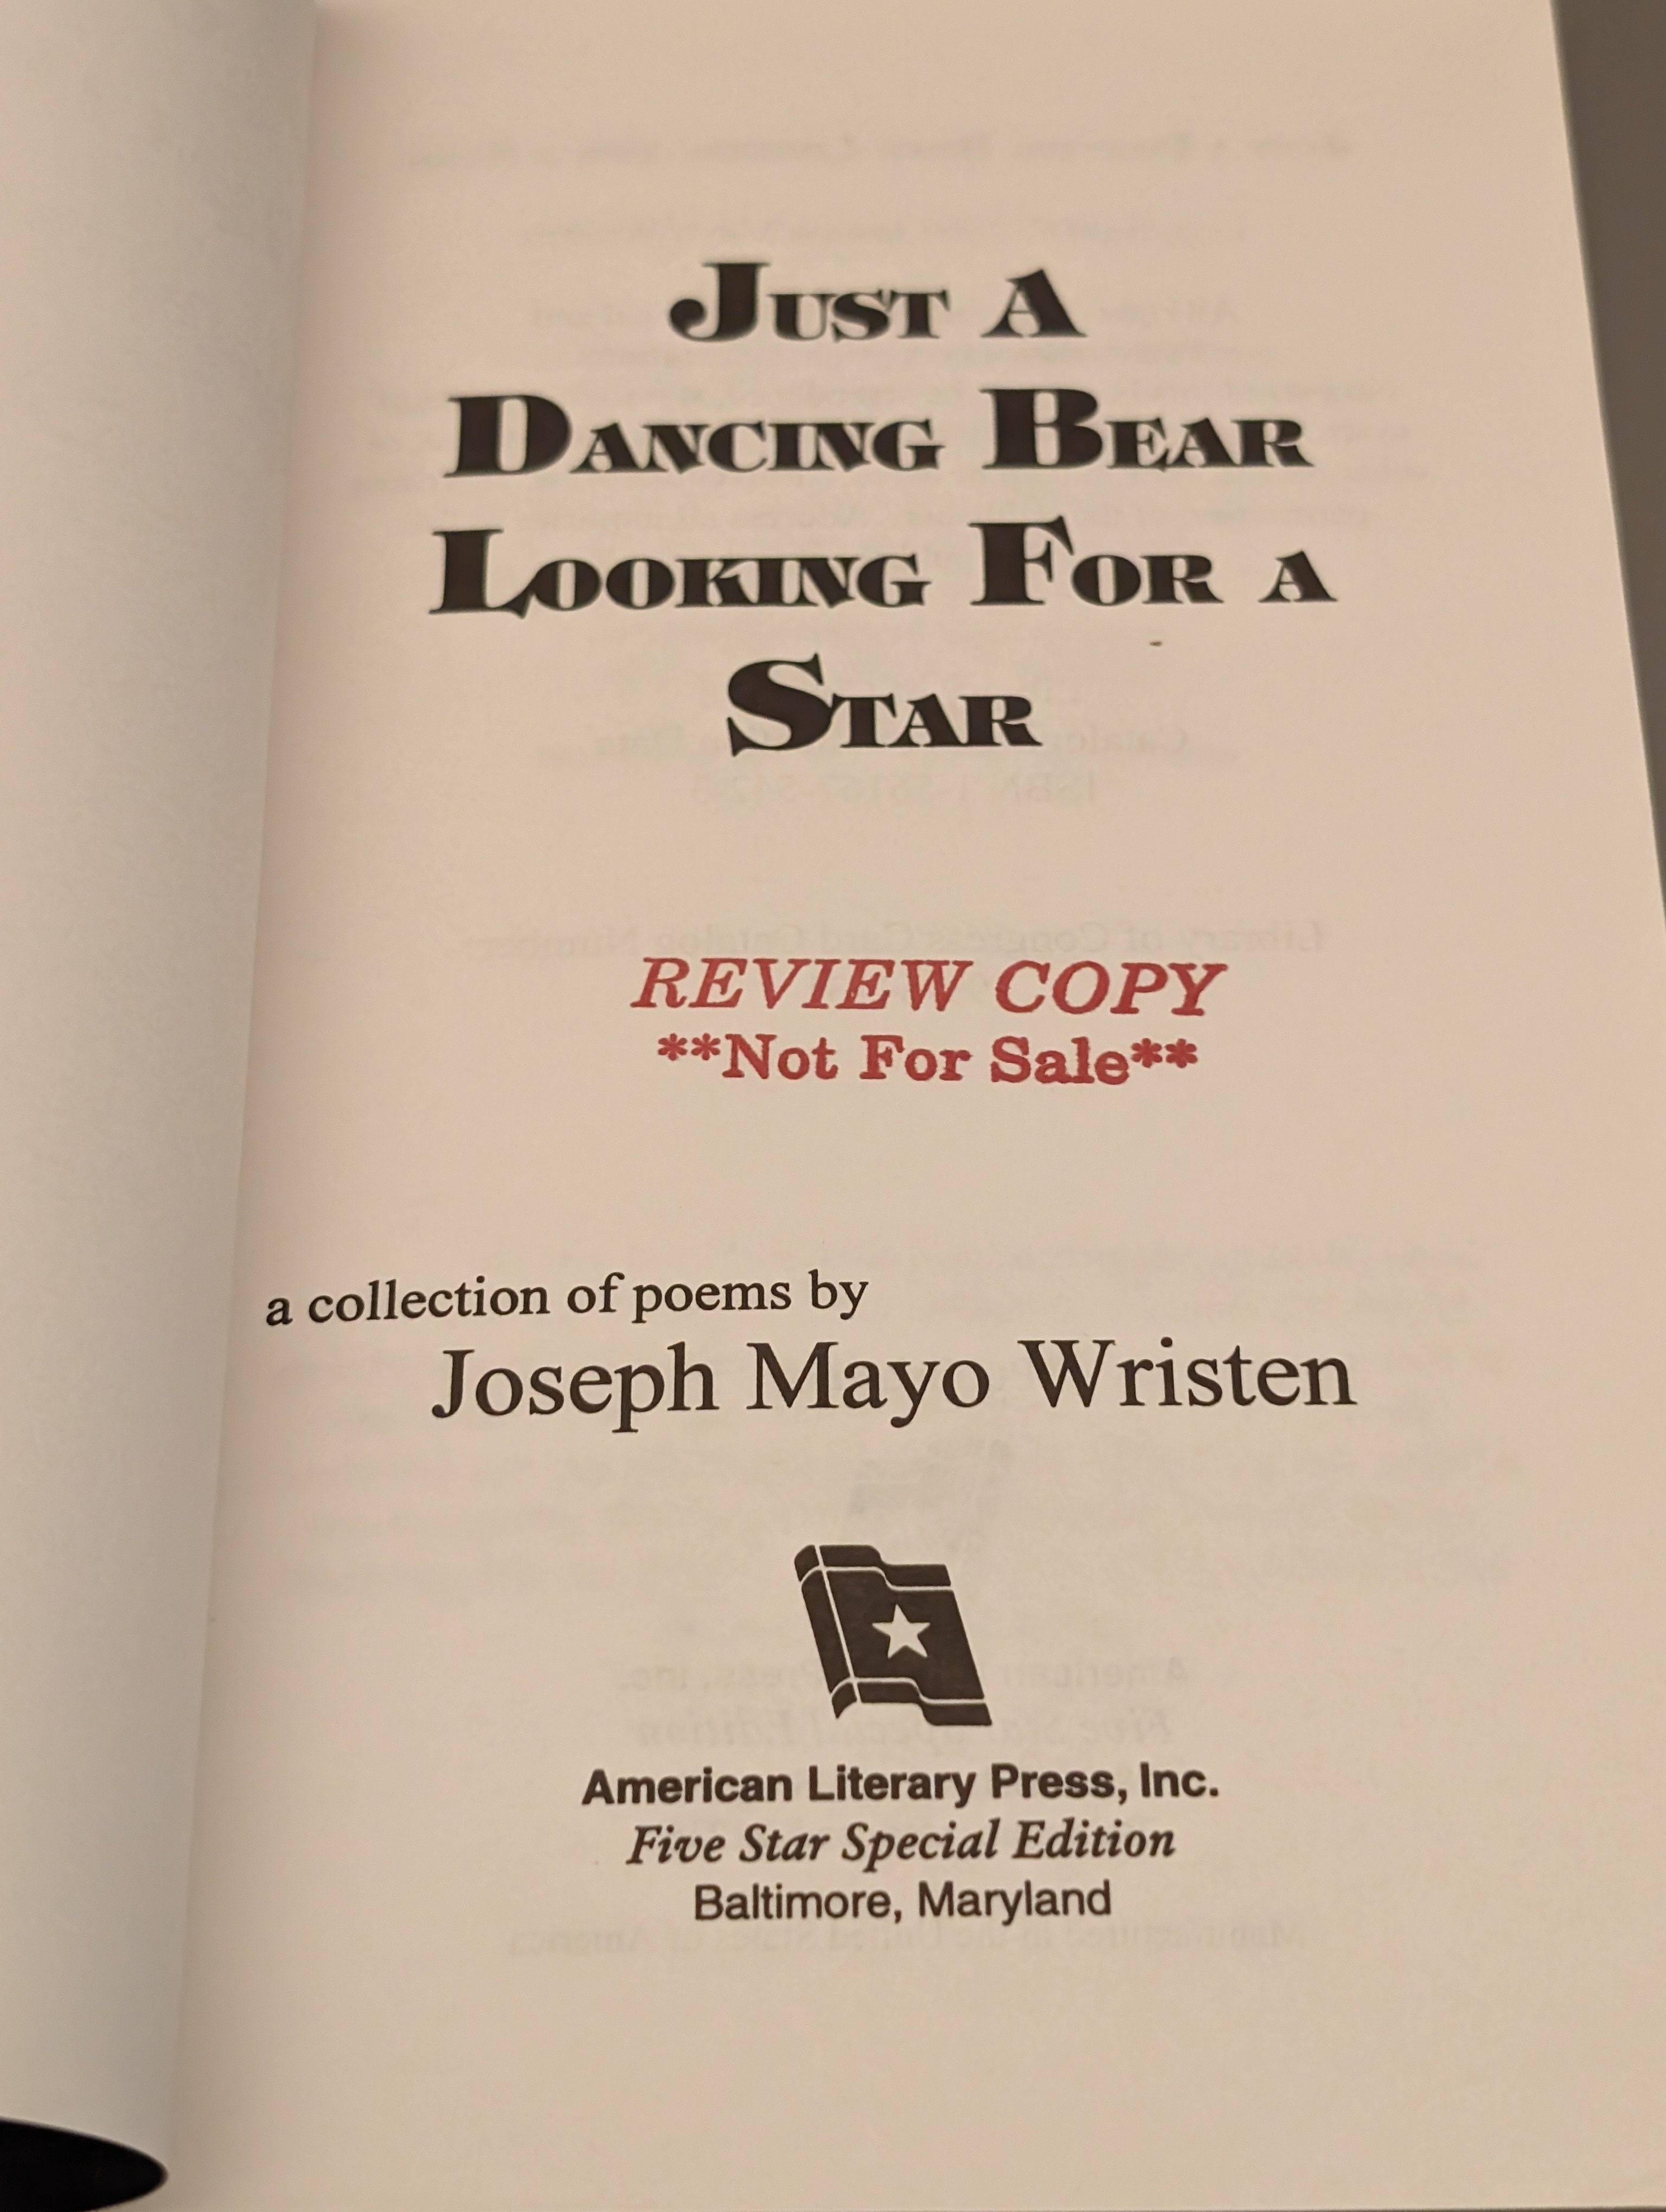 JUST A
DANCING BEAR
LOOKING FOR A
STAR
REVIEW COPY
**Not For Sale**
a collection of poems by
Joseph Mayo Wristen
American Literary Press, Inc.
Five Star Special Edition
Baltimore, Maryland